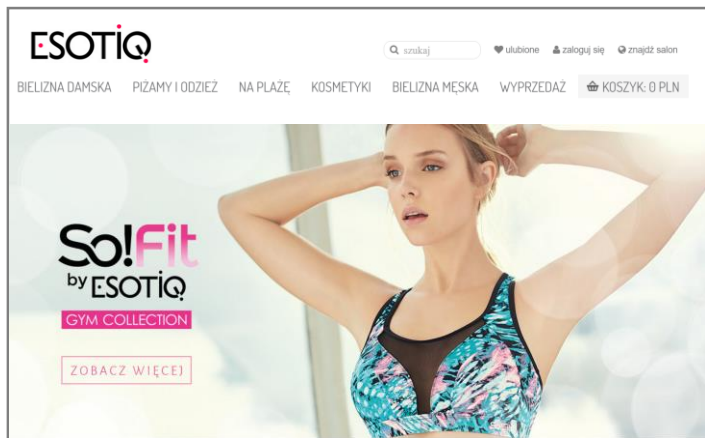 ESOTIQ
szukaj
ulubione
zaloguj się
znajdź salon
BIELIZNA DAMSKA
PIŻAMY I ODZIEŻ
NA PLAŻĘ
KOSMETYKI
BIELIZNA MĘSKA
WYPRZEDAŻ
KOSZYK: 0 PLN
So!Fit
by ESOTIQ
GYM COLLECTION
ZOBACZ WIĘCEJ